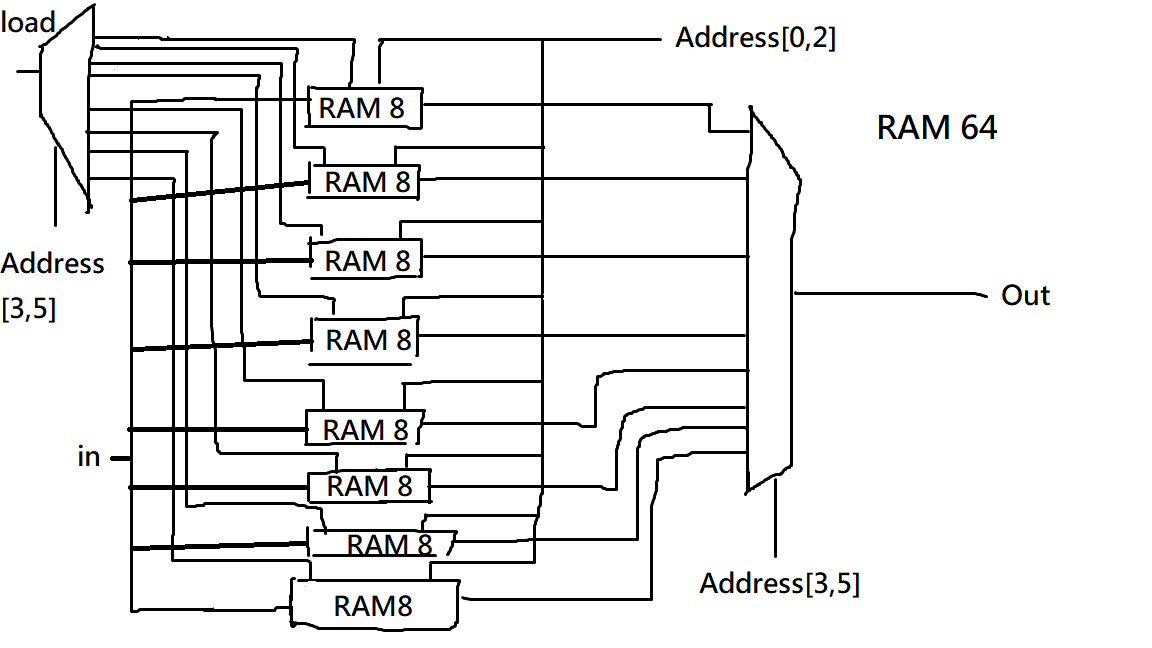 load
Address[0,2]
RAM 8
RAM 64
RAM 8
RAM 8
Address
[3,5]
Out
RAM 8
RAM 8
in
RAM 8
RAM 8
Address[3,5]
RAM8